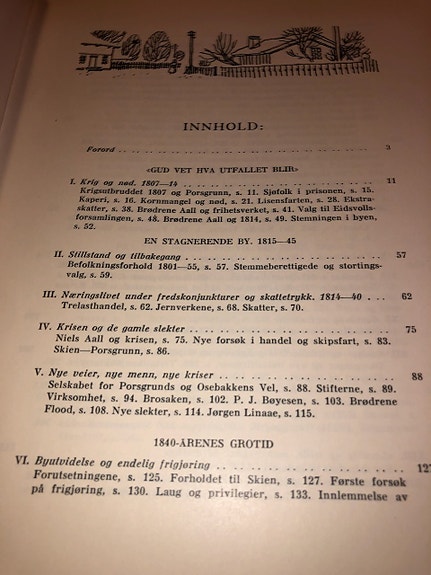 INNHOLD:
Forord 3
«GUD VET HVA UTFALLET BLIR»
I. Krig og nød. 1807—14 11
Krigsutbruddet 1807 og Porsgrunn, s. 11. Sjøfolk i prisonen, s. 15.
Kaperi, s. 16. Kornmangel og nød, s. 21. Lisensfarten, s. 28. Ekstra-
skatter, s. 38. Brødrene Aall og frihetsverket, s. 41. Valg til Eidsvolls-
forsamlingen, s. 48. Brødrene Aall og 1814, s. 49. Stemningen i byen,
s. 52.
EN STAGNERENDE BY. 1815—45
II. Stillstand og tilbakegang 57
Befolkningsforhold 1801—55, s. 57. Stemmeberettigede og stortings-
valg, s. 59.
III. Næringslivet under fredskonjunkturer og skattetrykk. 1814—40 ... 62
Trelasthandel, s. 62. Jernverkene, s. 68. Skatter, s. 70.
IV. Krisen og de gamle slekter 75
Niels Aall og krisen, s. 75. Nye forsøk i handel og skipsfart, s. 83.
Skien—Porsgrunn, s. 86.
V. Nye veier, nye menn, nye kriser 88
Selskabet for Porsgrunds og Osebakkens Vel, s. 88. Stifterne, s. 89.
Virksomhet, s. 94. Brosaken, s. 102. P. J. Bøyesen, s. 103. Brødrene
Flood, s. 108. Nye slekter, s. 114. Jørgen Linaae, s. 115.
1840-ÅRENES GROTID
VI. Byutvidelse og endelig frigjøring 127
Forutsetningene, s. 125. Forholdet til Skien, s. 127. Første forsøk
på frigjøring, s. 130. Laug og privilegier, s. 133. Innlemmelse av